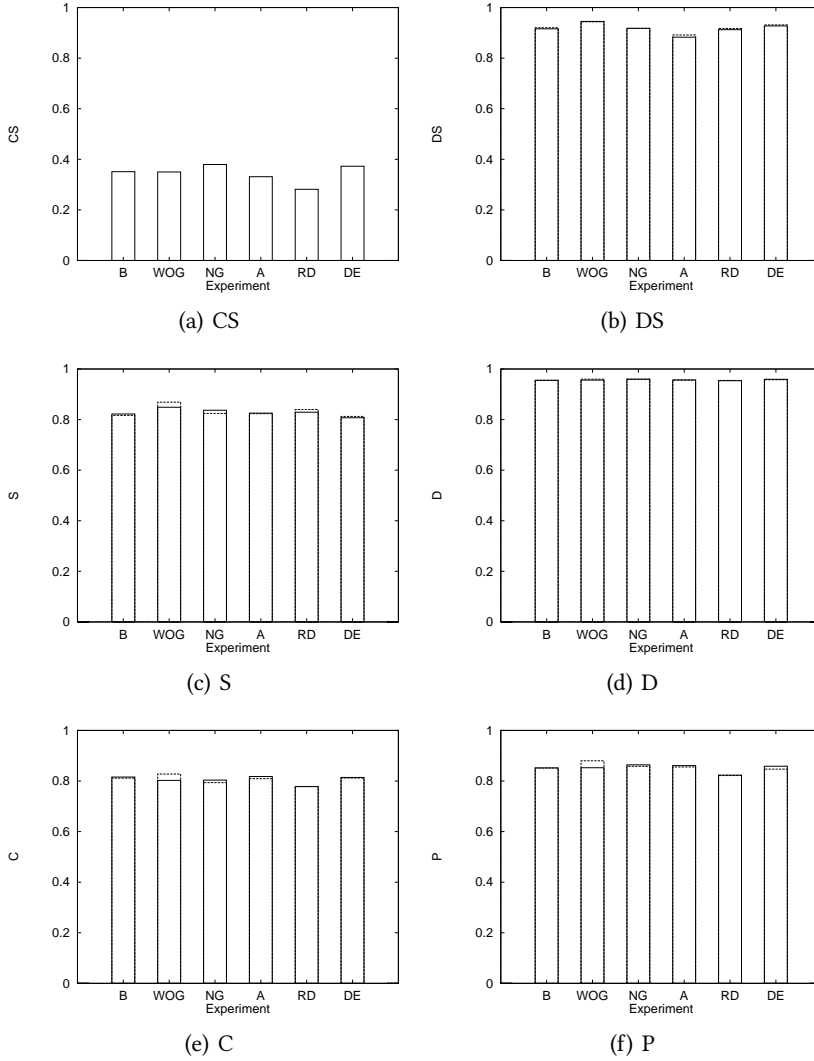 1
0.8
0.6
0.4
0.2
0
CS
B WOG NG A RD DE
Experiment
(a) CS
1
0.8
0.6
0.4
0.2
0
DS
B WOG NG A RD DE
Experiment
(b) DS
1
0.8
0.6
0.4
0.2
0
S
B WOG NG A RD DE
Experiment
(c) S
1
0.8
0.6
0.4
0.2
0
D
B WOG NG A RD DE
Experiment
(d) D
1
0.8
0.6
0.4
0.2
0
C
B WOG NG A RD DE
Experiment
(e) C
1
0.8
0.6
0.4
0.2
0
P
B WOG NG A RD DE
Experiment
(f) P